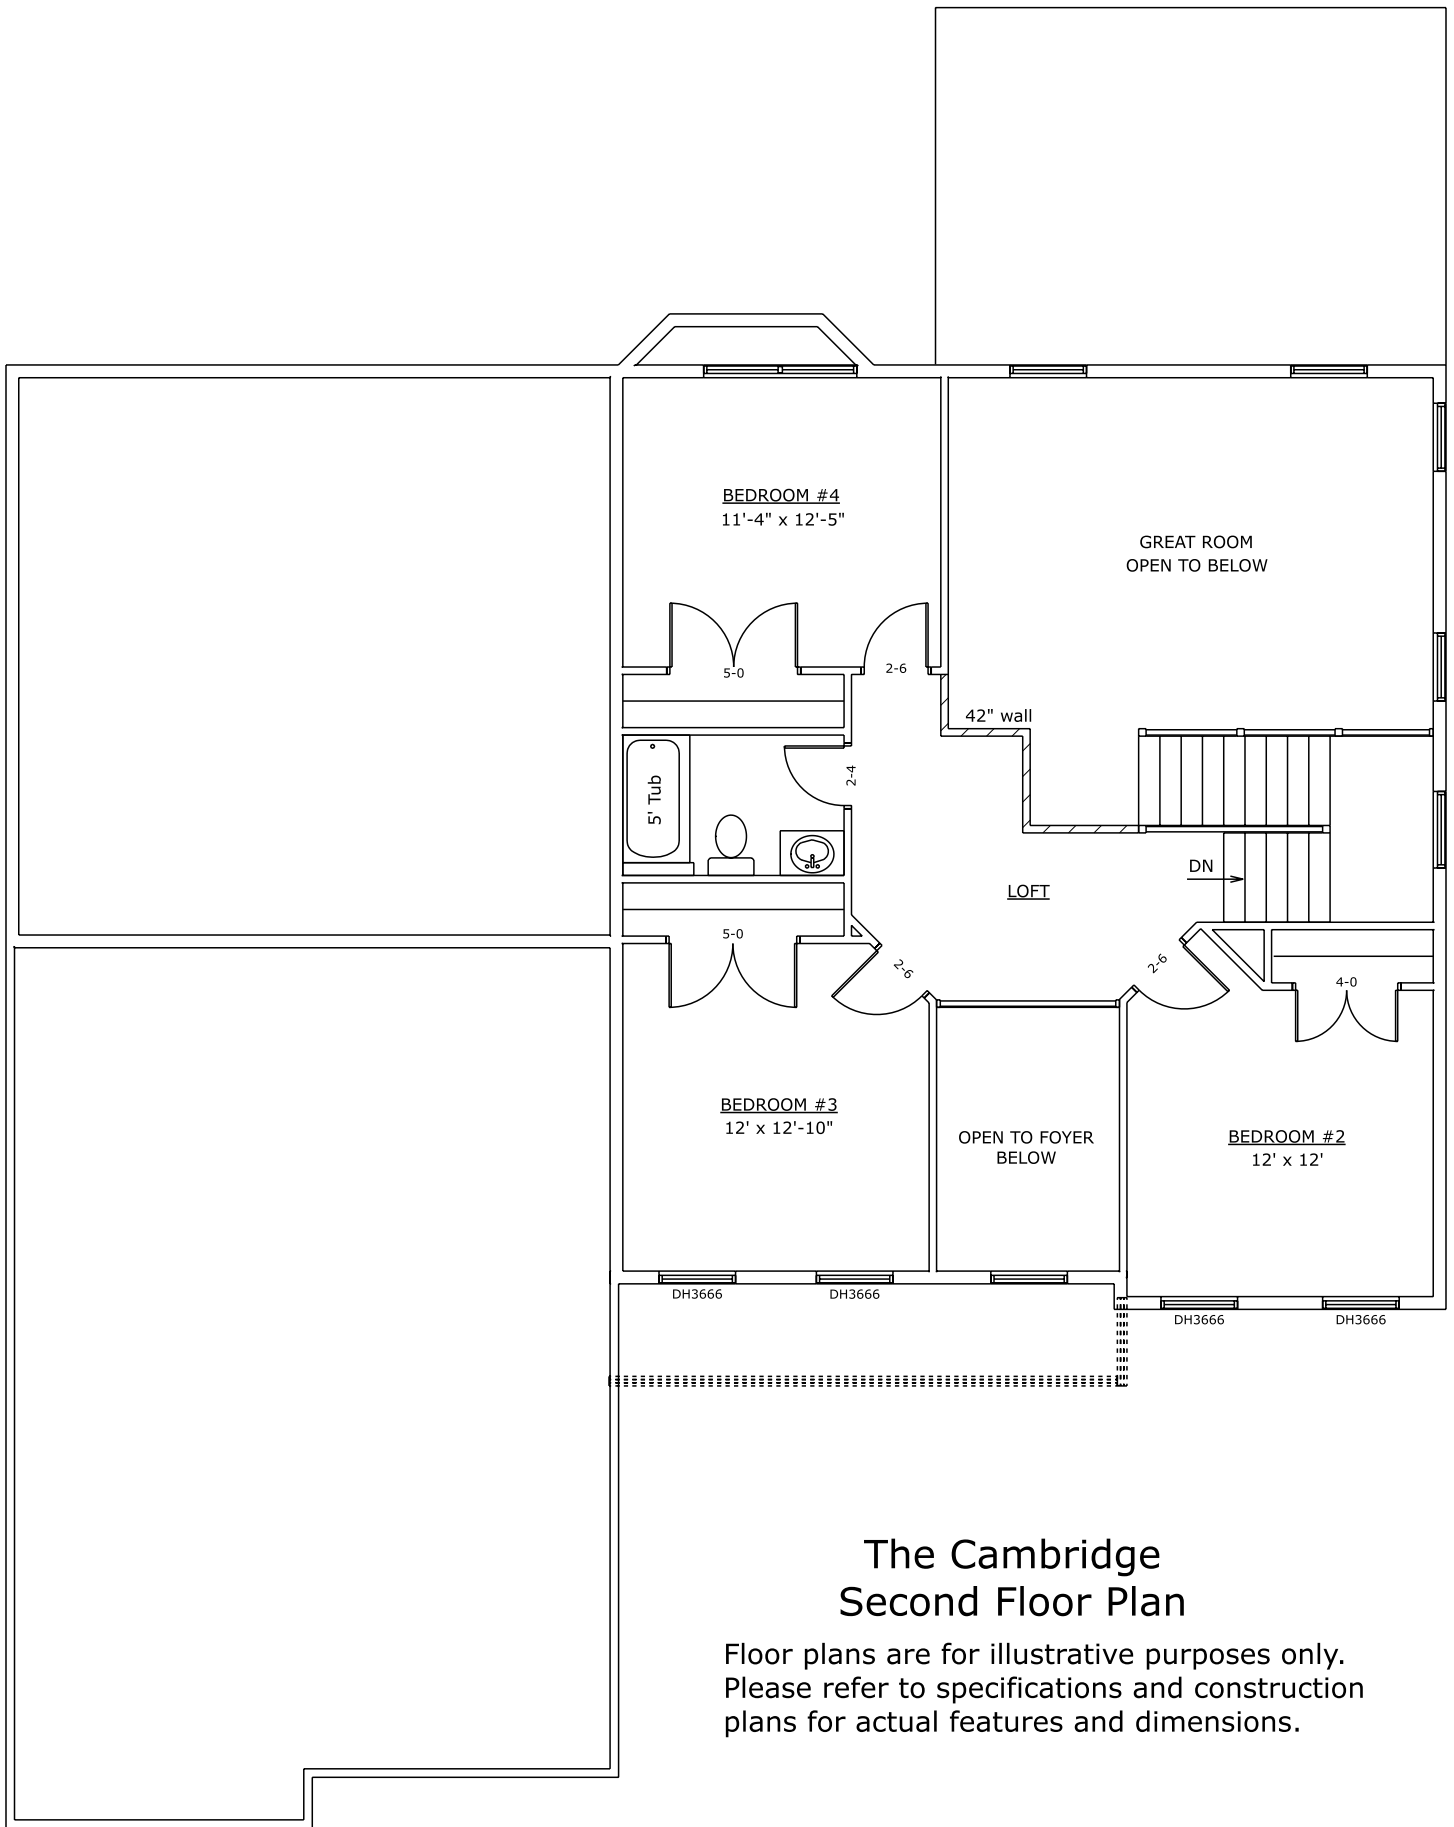 BEDROOM #4
11'-4" x 12'-5"
GREAT ROOM
OPEN TO BELOW
5-0
2-6
42" wall
5' Tub
2-4
DN
LOFT
5-0
2-6
2-6
4-0
BEDROOM #3
12' x 12'-10"
OPEN TO FOYER
BELOW
BEDROOM #2
12' x 12'
DH3666
DH3666
DH3666
DH3666
The Cambridge
Second Floor Plan
Floor plans are for illustrative purposes only.
Please refer to specifications and construction
plans for actual features and dimensions.